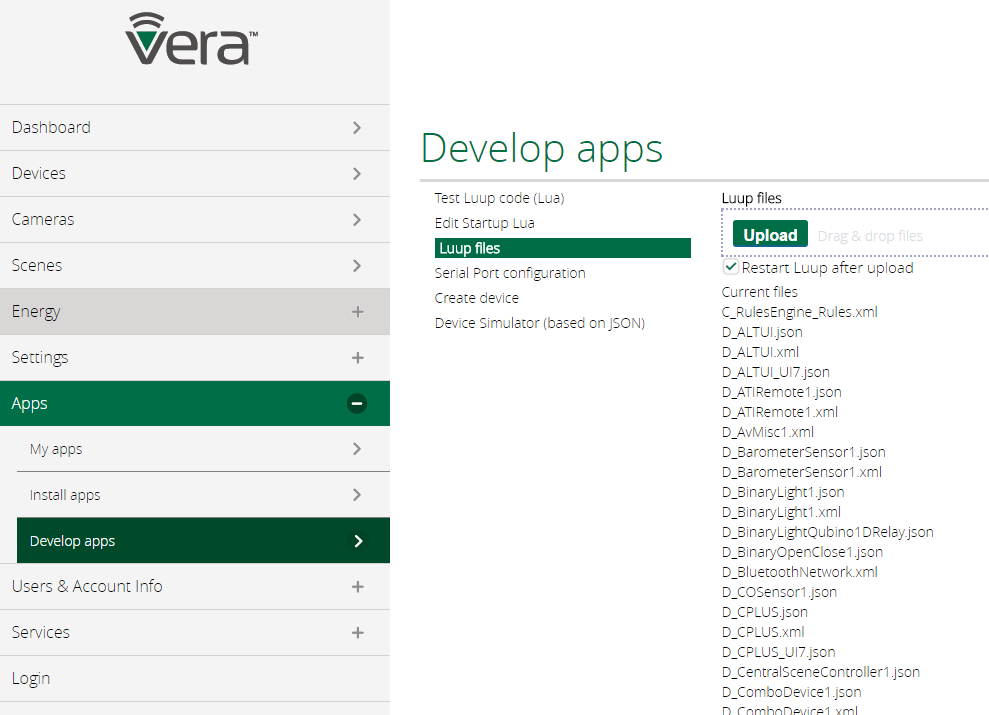 vera™
Dashboard
Devices
Cameras
Scenes
Energy
Settings
Apps
My apps
Install apps
Develop apps
Users & Account Info
Services
Login
Develop apps
Test Luup code (Lua)
Edit Startup Lua
Luup files
Serial Port configuration
Create device
Device Simulator (based on JSON)
Luup files
Upload Drag & drop files
Restart Luup after upload
Current files
C_RulesEngine_Rules.xml
D_ALTUI.json
D_ALTUI.xml
D_ALTUI_UI7.json
D_ATIRemote1.json
D_ATIRemote1.xml
D_AvMisc1.xml
D_BarometerSensor1.json
D_BarometerSensor1.xml
D_BinaryLight1.json
D_BinaryLight1.xml
D_BinaryLightQubino1DRelay.json
D_BinaryOpenClose1.json
D_BluetoothNetwork.xml
D_COSensor1.json
D_CPLUS.json
D_CPLUS.xml
D_CPLUS_UI7.json
D_CentralSceneController1.json
D_ComboDevice1.json
D_ComboDevice1.xml